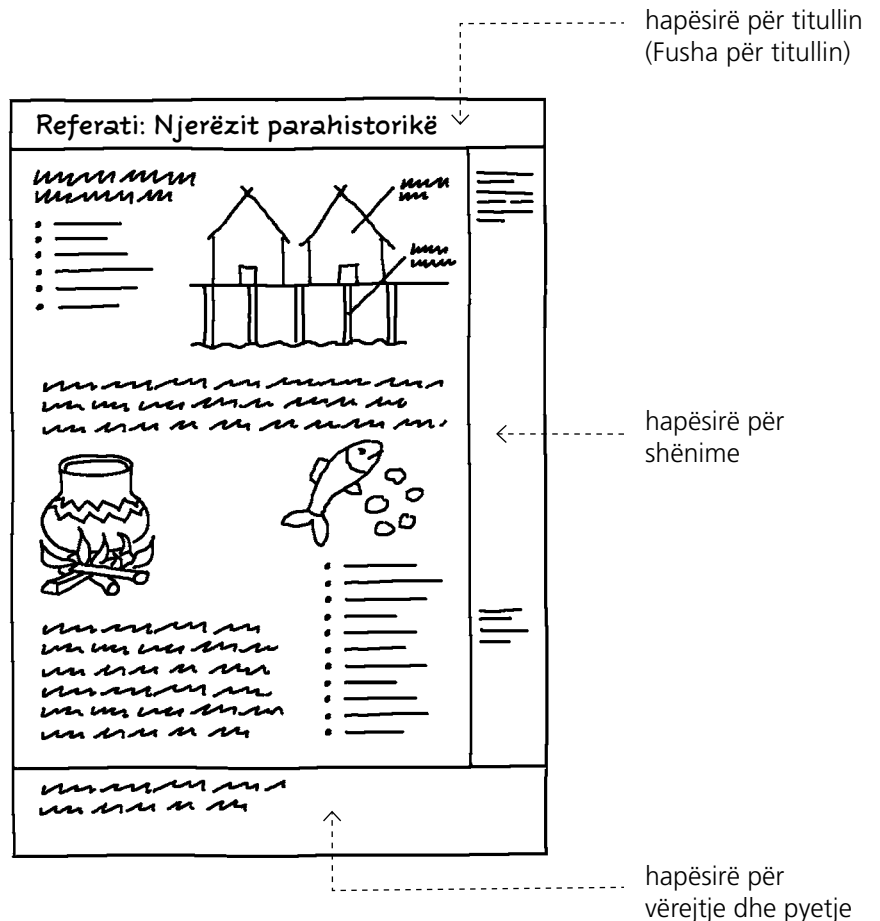 hapësirë për titullin
(Fusha për titullin)
Referati: Njerëzit parahistorikë
hapësirë për
shënime
hapësirë për
vërejtje dhe pyetje